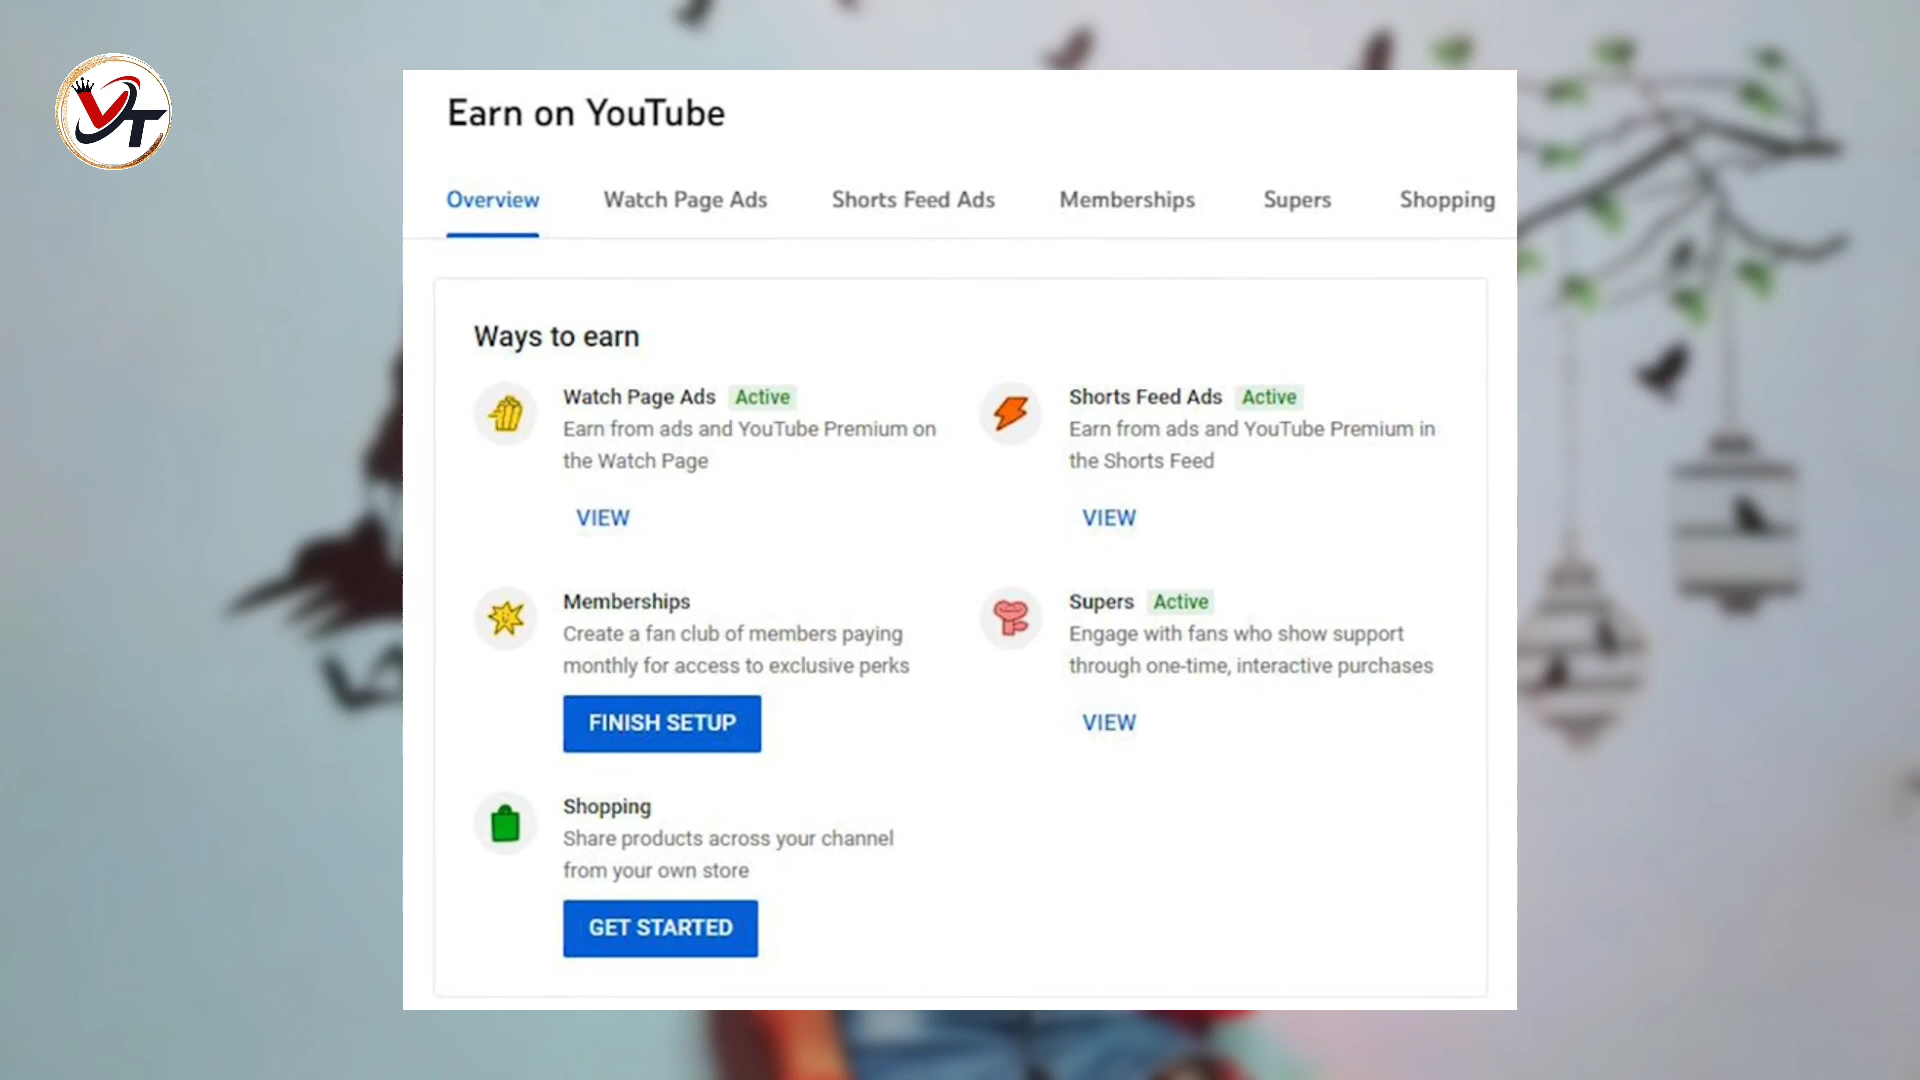 VT
Earn on YouTube
Overview Watch Page Ads Shorts Feed Ads Memberships Supers Shopping
Ways to earn
Watch Page Ads Active
Earn from ads and YouTube Premium on
the Watch Page
VIEW
Shorts Feed Ads Active
Earn from ads and YouTube Premium in
the Shorts Feed
VIEW
Memberships
Create a fan club of members paying
monthly for access to exclusive perks
FINISH SETUP
Supers Active
Engage with fans who show support
through one-time, interactive purchases
VIEW
Shopping
Share products across your channel
from your own store
GET STARTED